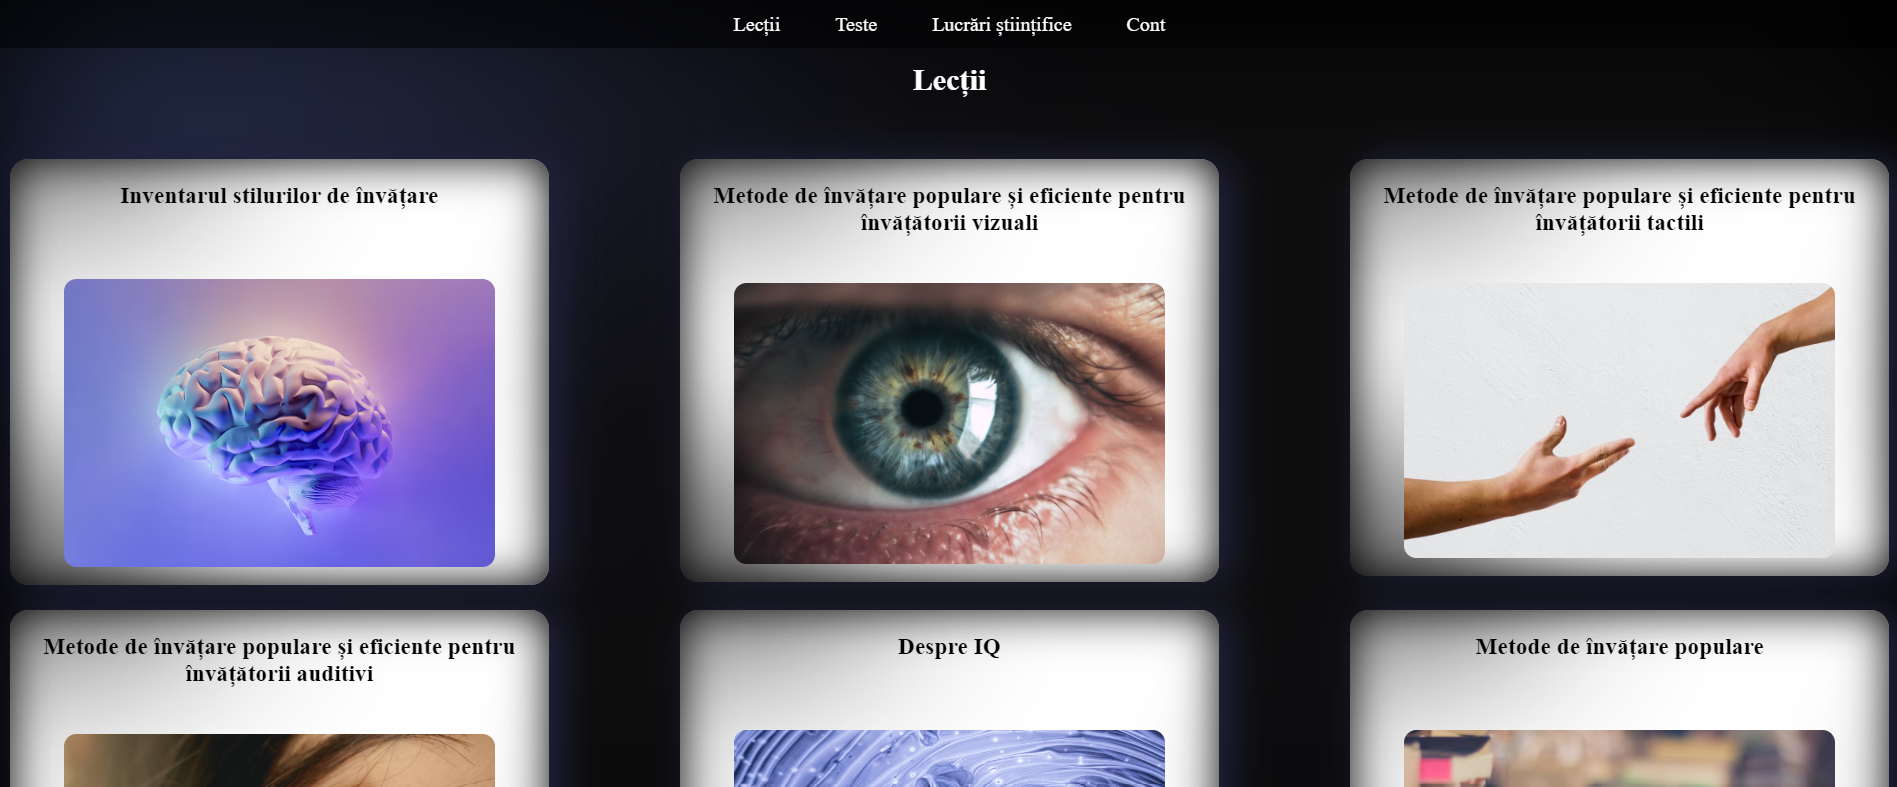 Lecții
Teste
Lucrări științifice
Cont
Lecții
Inventarul stilurilor de învățare
Metode de învățare populare și eficiente pentru
învățătorii vizuali
Metode de învățare populare și eficiente pentru
învățătorii tactili
Metode de învățare populare și eficiente pentru
învățătorii auditivi
Despre IQ
Metode de învățare populare